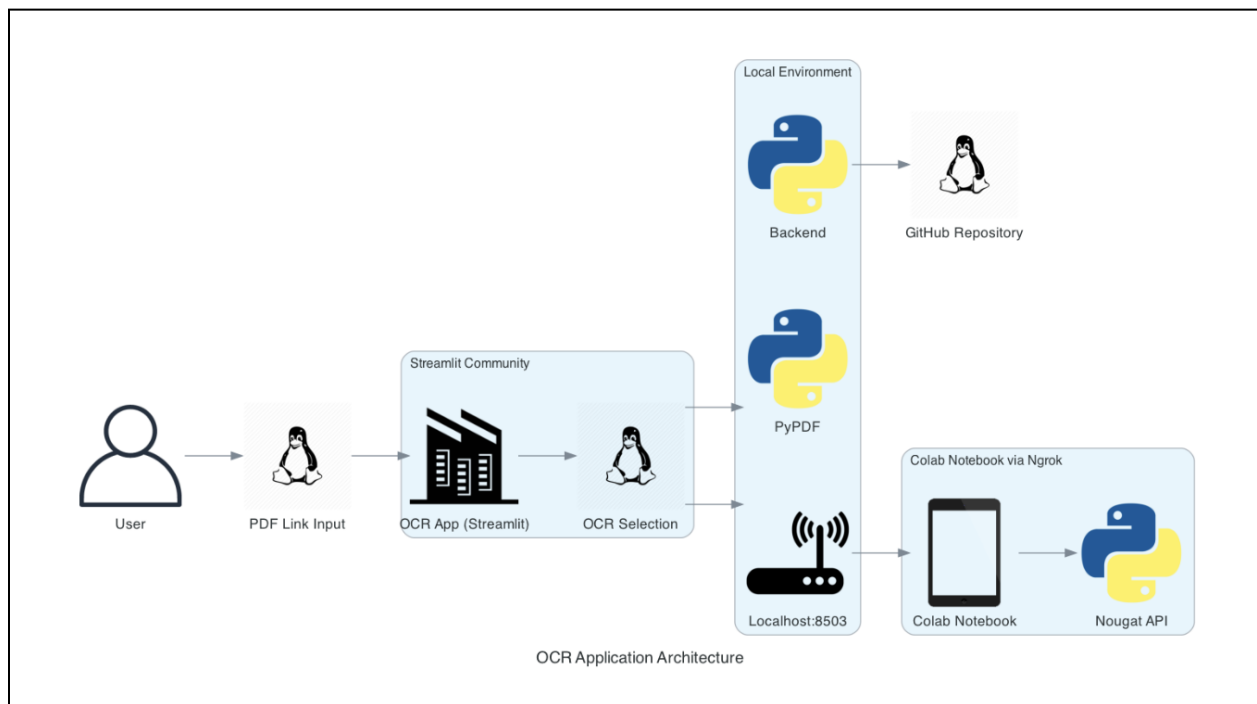 Local Environment
Backend
GitHub Repository
Streamlit Community
PyPDF
Colab Notebook via Ngrok
User
PDF Link Input
OCR App (Streamlit)
OCR Selection
Localhost:8503
Colab Notebook
Nougat API
OCR Application Architecture